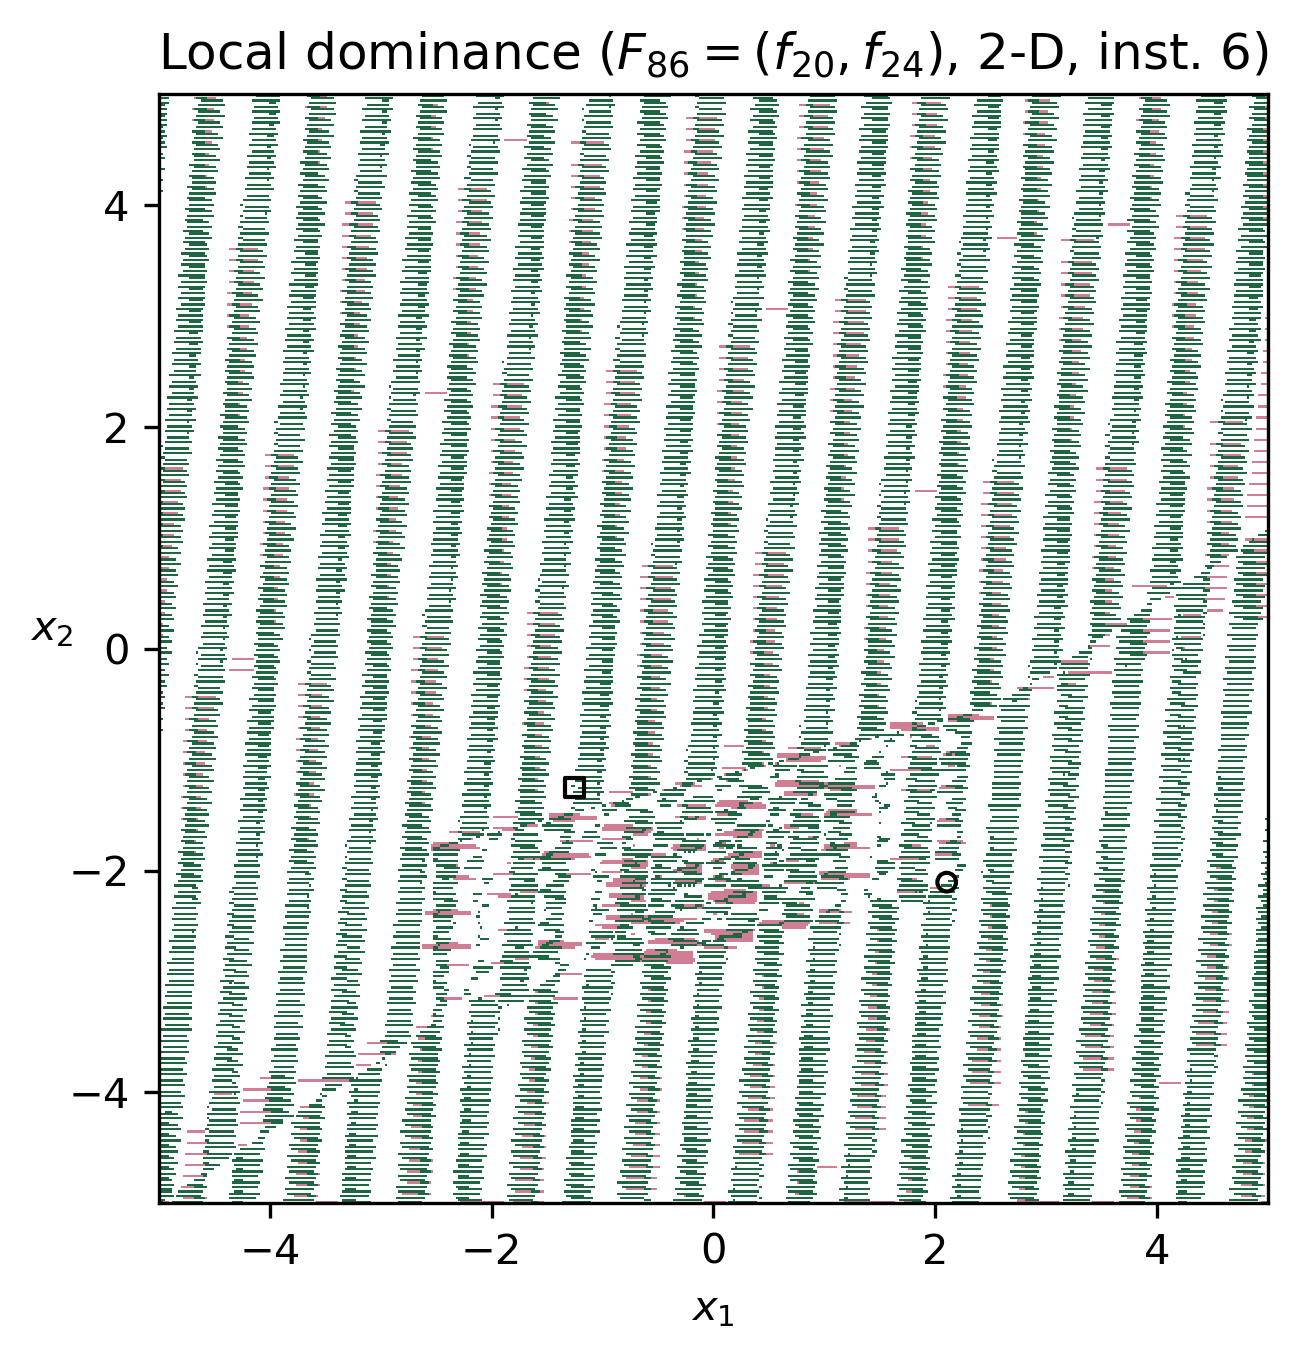 Local dominance (F₈₆ = (f₂₀, f₂₄), 2-D, inst. 6)
4
2
x₂
0
−2
−4
−4 −2 0 2 4
x₁